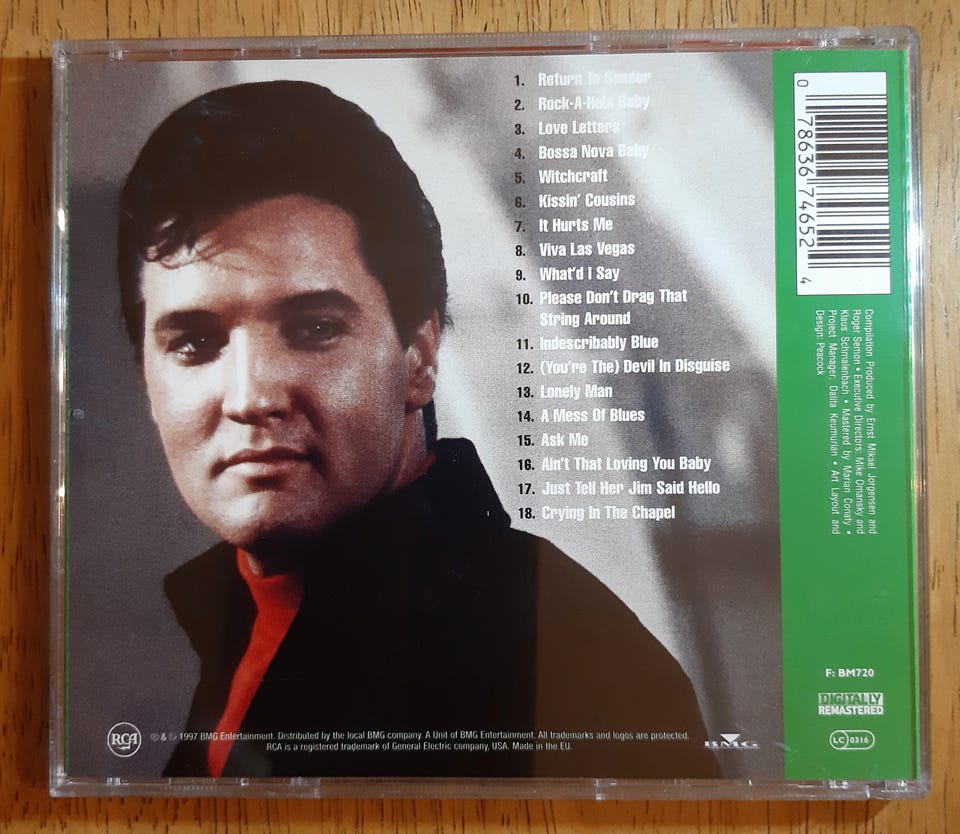 1. Return To Sender
2. Rock-A-Hula Baby
3. Love Letters
4. Bossa Nova Baby
5. Witchcraft
6. Kissin' Cousins
7. It Hurts Me
8. Viva Las Vegas
9. What'd I Say
10. Please Don't Drag That
String Around
11. Indescribably Blue
12. (You're The) Devil In Disguise
13. Lonely Man
14. A Mess Of Blues
15. Ask Me
16. Ain't That Loving You Baby
17. Just Tell Her Jim Said Hello
18. Crying In The Chapel
0 78636 74652 4
Compilation Produced by Ernst Mikael Jorgensen and
Roger Semon • Executive Directors: Mike Omansky and
Klaus Schmalenbach • Mastered by Marian Conaty •
Project Manager: Dalita Keumurian • Art Layout and
Design: Peacock
F: BM720
DIGITALLY
REMASTERED
LC 0316
RCA
℗ & © 1997 BMG Entertainment. Distributed by the local BMG company. A Unit of BMG Entertainment. All trademarks and logos are protected.
RCA is a registered trademark of General Electric company, USA. Made in the EU.
BMG